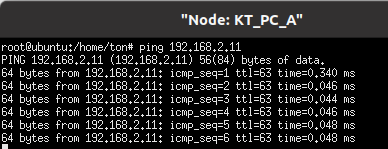 "Node: KT_PC_A"
root@ubuntu:/home/ton# ping 192.168.2.11
PING 192.168.2.11 (192.168.2.11) 56(84) bytes of data.
64 bytes from 192.168.2.11: icmp_seq=1 ttl=63 time=0.340 ms
64 bytes from 192.168.2.11: icmp_seq=2 ttl=63 time=0.046 ms
64 bytes from 192.168.2.11: icmp_seq=3 ttl=63 time=0.044 ms
64 bytes from 192.168.2.11: icmp_seq=4 ttl=63 time=0.046 ms
64 bytes from 192.168.2.11: icmp_seq=5 ttl=63 time=0.048 ms
64 bytes from 192.168.2.11: icmp_seq=6 ttl=63 time=0.048 ms